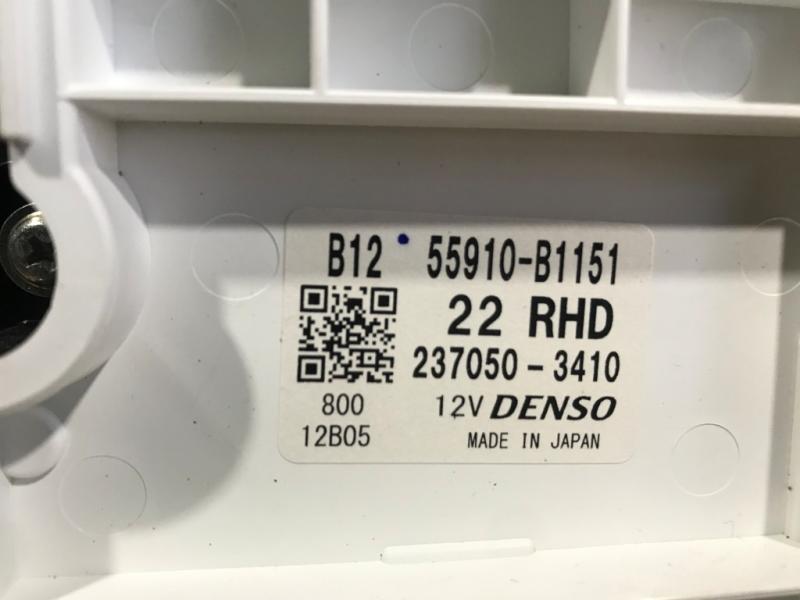 B12 55910-B1151
22 RHD
237050-3410
800 12V DENSO
12B05 MADE IN JAPAN